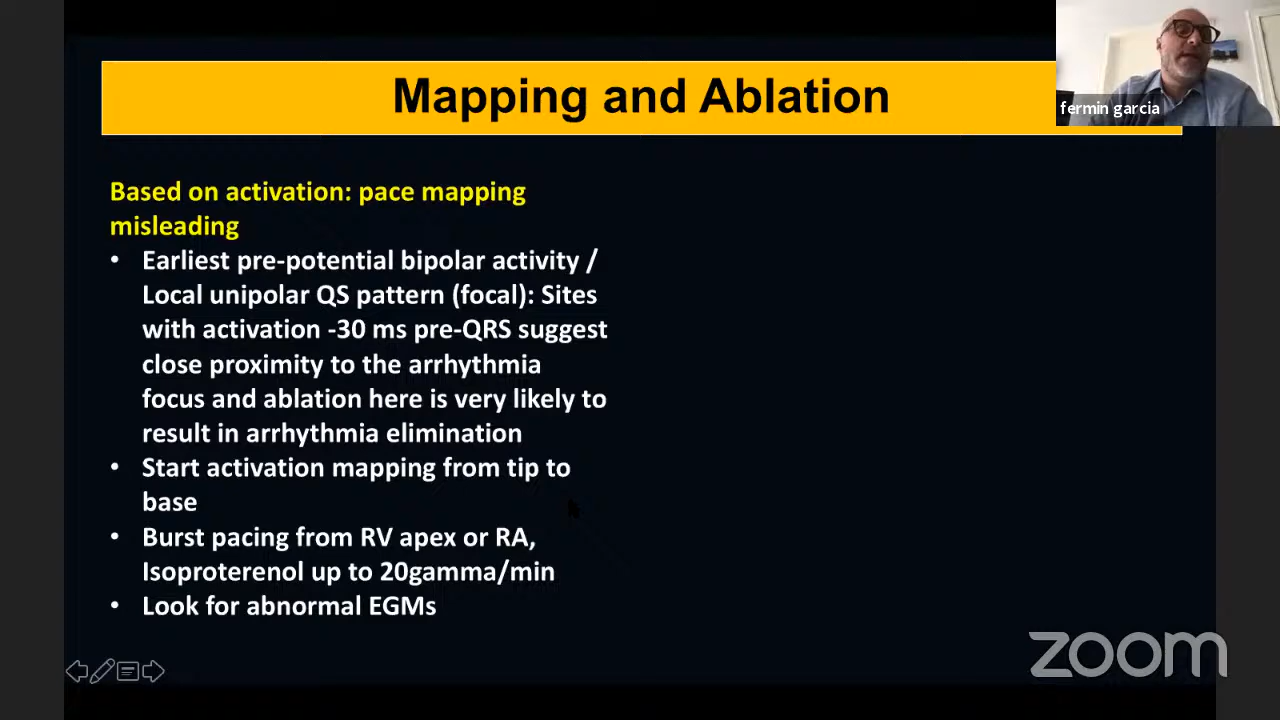 Mapping and Ablation
fermin garcia
Based on activation: pace mapping
misleading
• Earliest pre-potential bipolar activity /
Local unipolar QS pattern (focal): Sites
with activation -30 ms pre-QRS suggest
close proximity to the arrhythmia
focus and ablation here is very likely to
result in arrhythmia elimination
• Start activation mapping from tip to
base
• Burst pacing from RV apex or RA,
Isoproterenol up to 20gamma/min
• Look for abnormal EGMs
zoom